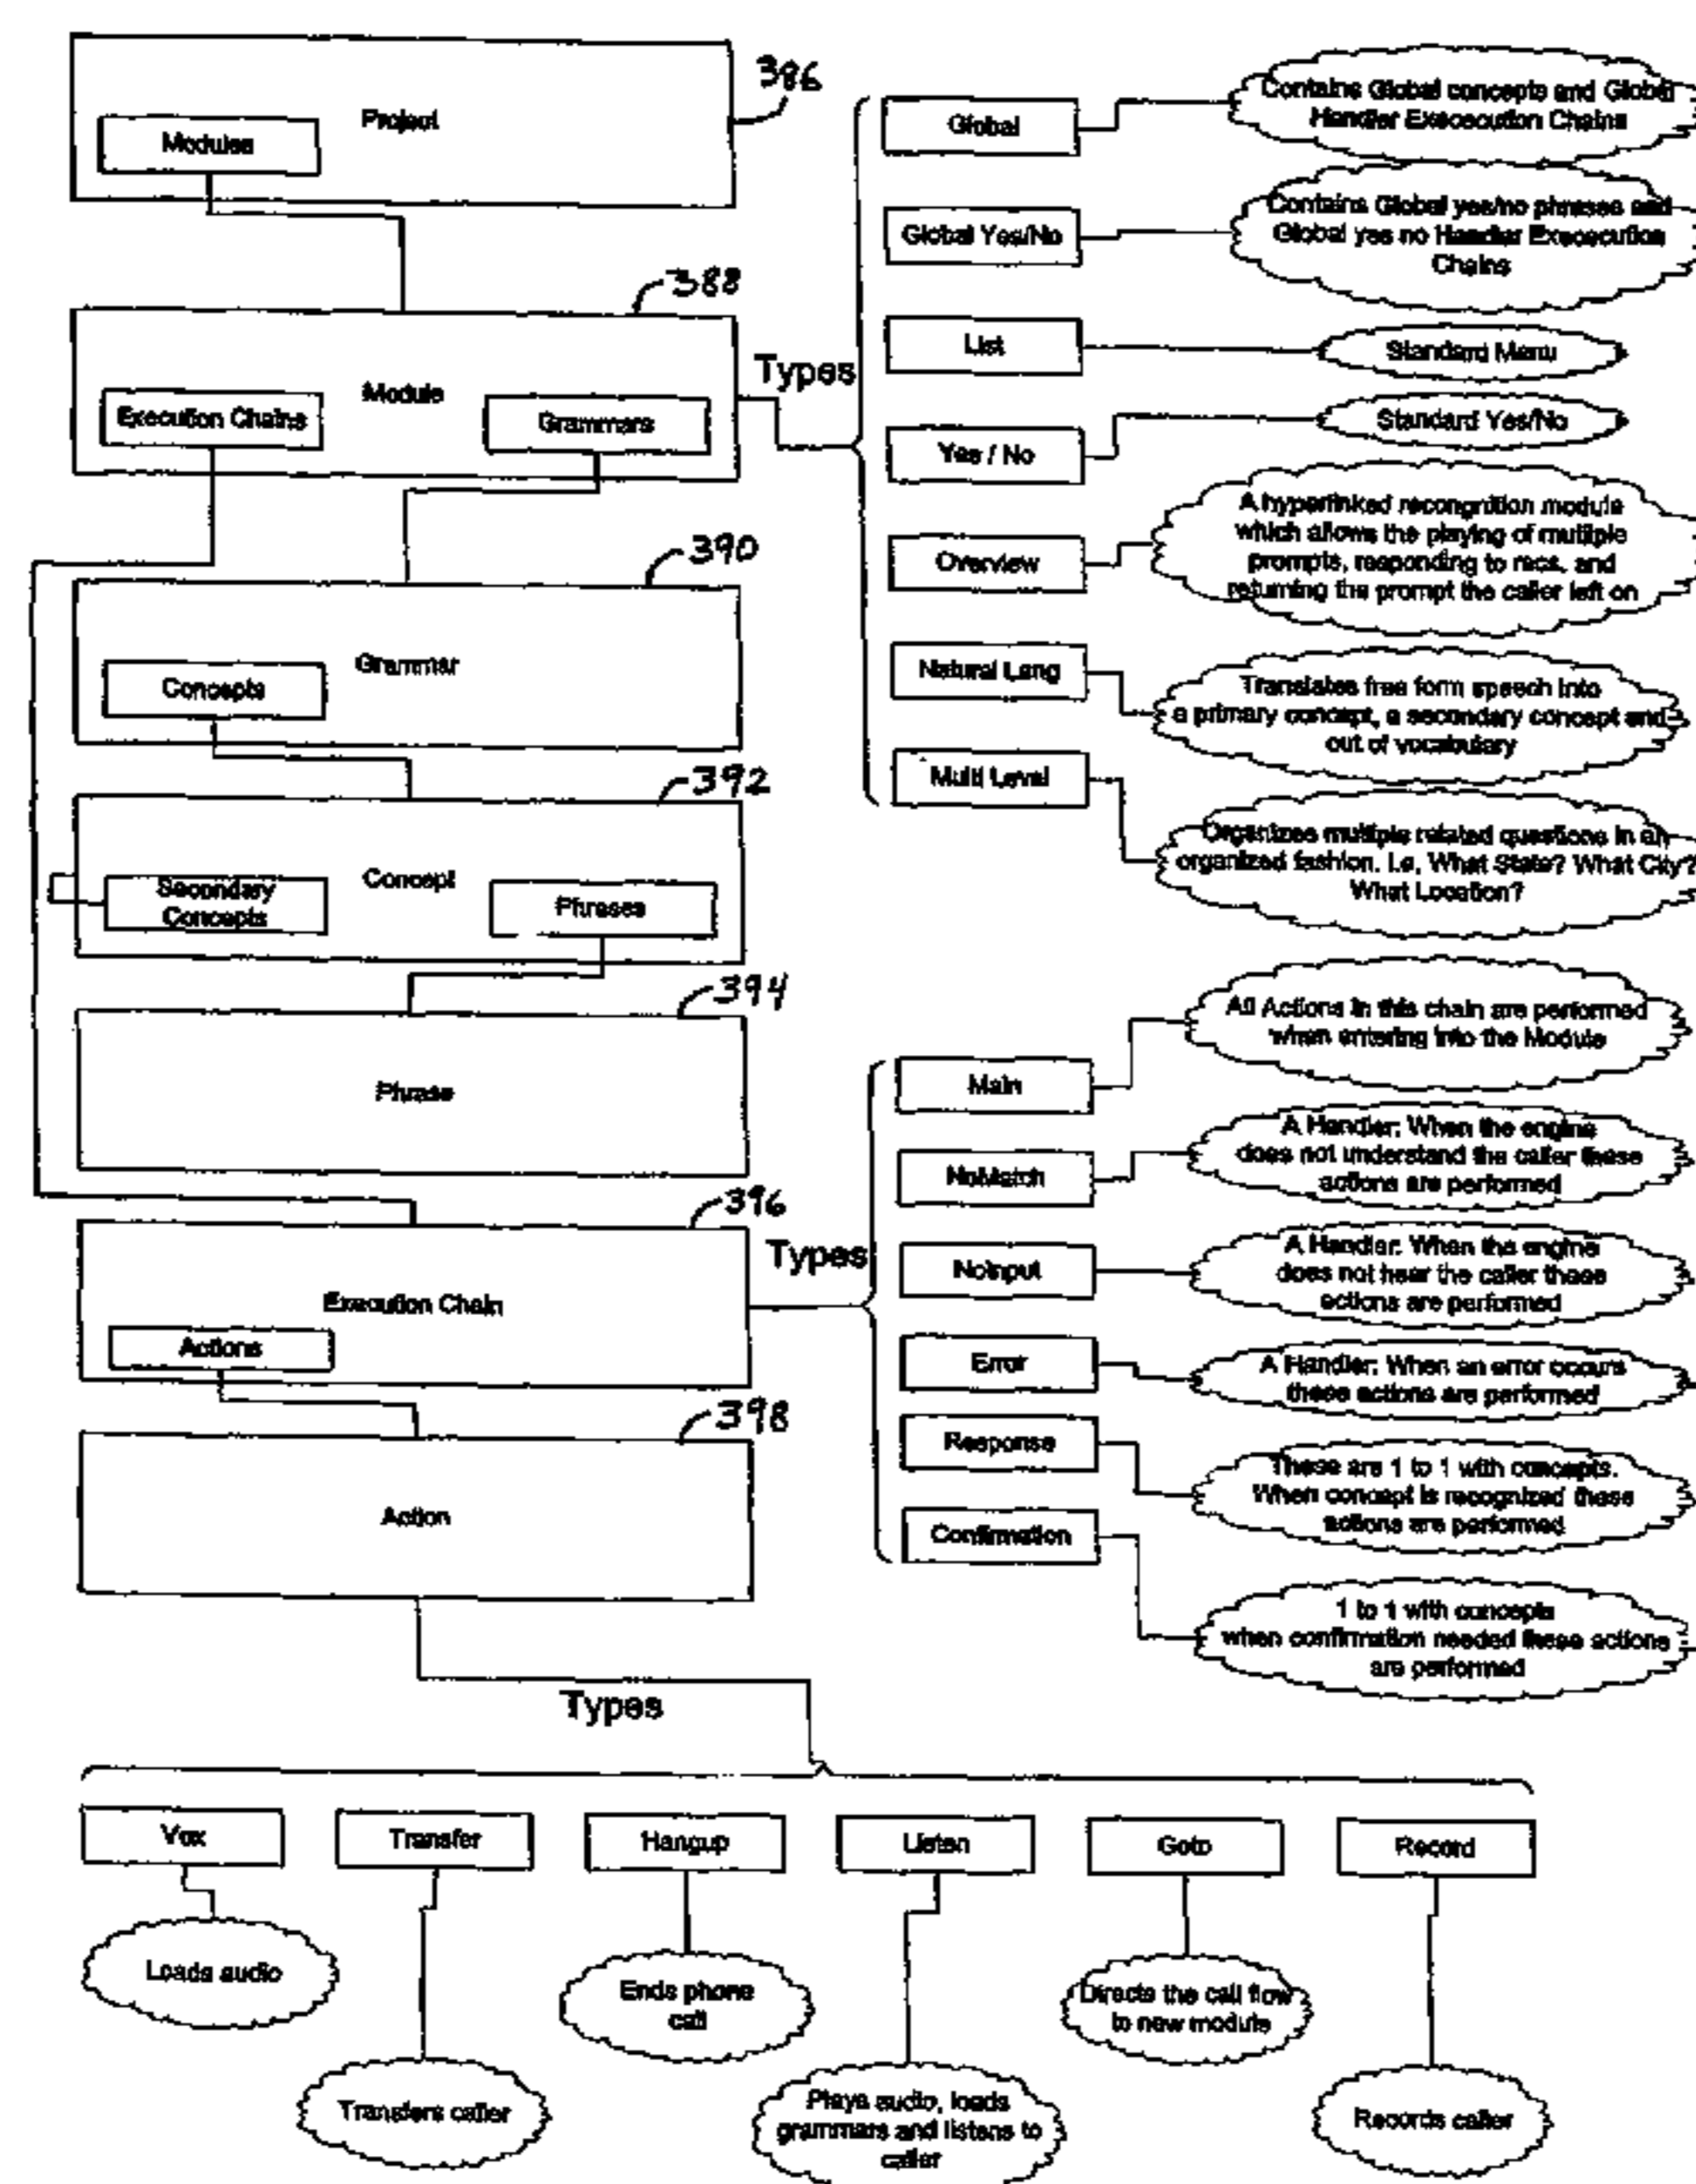 386
Project
Modules
388
Module
Execution Chains
Grammars
390
Grammar
Concepts
392
Concept
Secondary
Concepts
Phrases
394
Phrase
396
Execution Chain
Actions
398
Action
Types
Global
Contains Global concepts and Global
Handler Exececution Chains
Global Yes/No
Contains Global yes/no phrases and
Global yes no Handler Exececution
Chains
List
Standard Menu
Yes / No
Standard Yes/No
Overview
A hyperlinked recongnition module
which allows the playing of multiple
prompts, responding to recs. and
returning the prompt the caller left on
Natural Lang
Translates free form speech into
a primary concept, a secondary concept and
out of vocabulary
Multi Level
Organizes multiple related questions in an
organized fashion. I.e, What State? What City?
What Location?
Types
Main
All Actions in this chain are performed
when entering into the Module
NoMatch
A Handler: When the engine
does not understand the caller these
actions are performed
NoInput
A Handler: When the engine
does not hear the caller these
actions are performed
Error
A Handler: When an error occurs
these actions are performed
Response
These are 1 to 1 with concepts.
When concept is recognized these
actions are performed
Confirmation
1 to 1 with concepts
when confirmation needed these actions
are performed
Types
Vox
Transfer
Hangup
Listen
Goto
Record
Loads audio
Transfers caller
Ends phone
call
Plays audio, loads
grammars and listens to
caller
Directs the call flow
to new module
Records caller